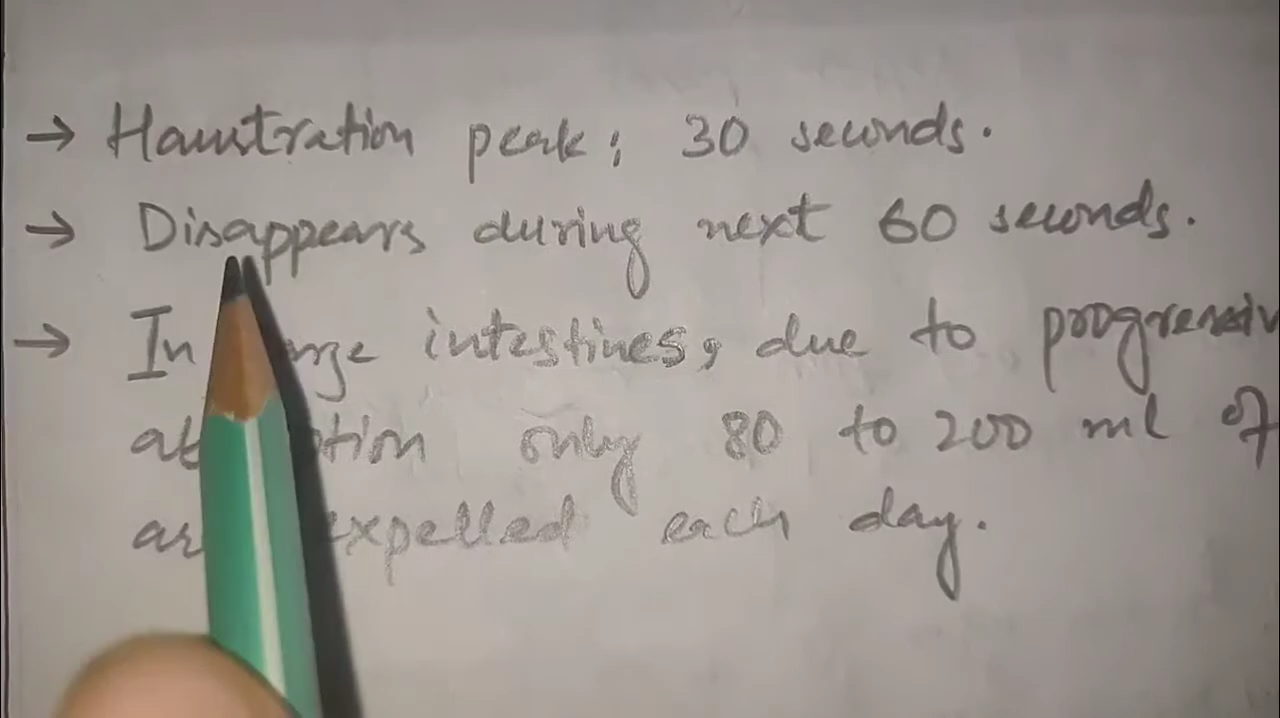 → Haustration peak; 30 seconds.
→ Disappears during next 60 seconds.
→ In intestines, due to
only 80 to 200 ml of
expelled each day.